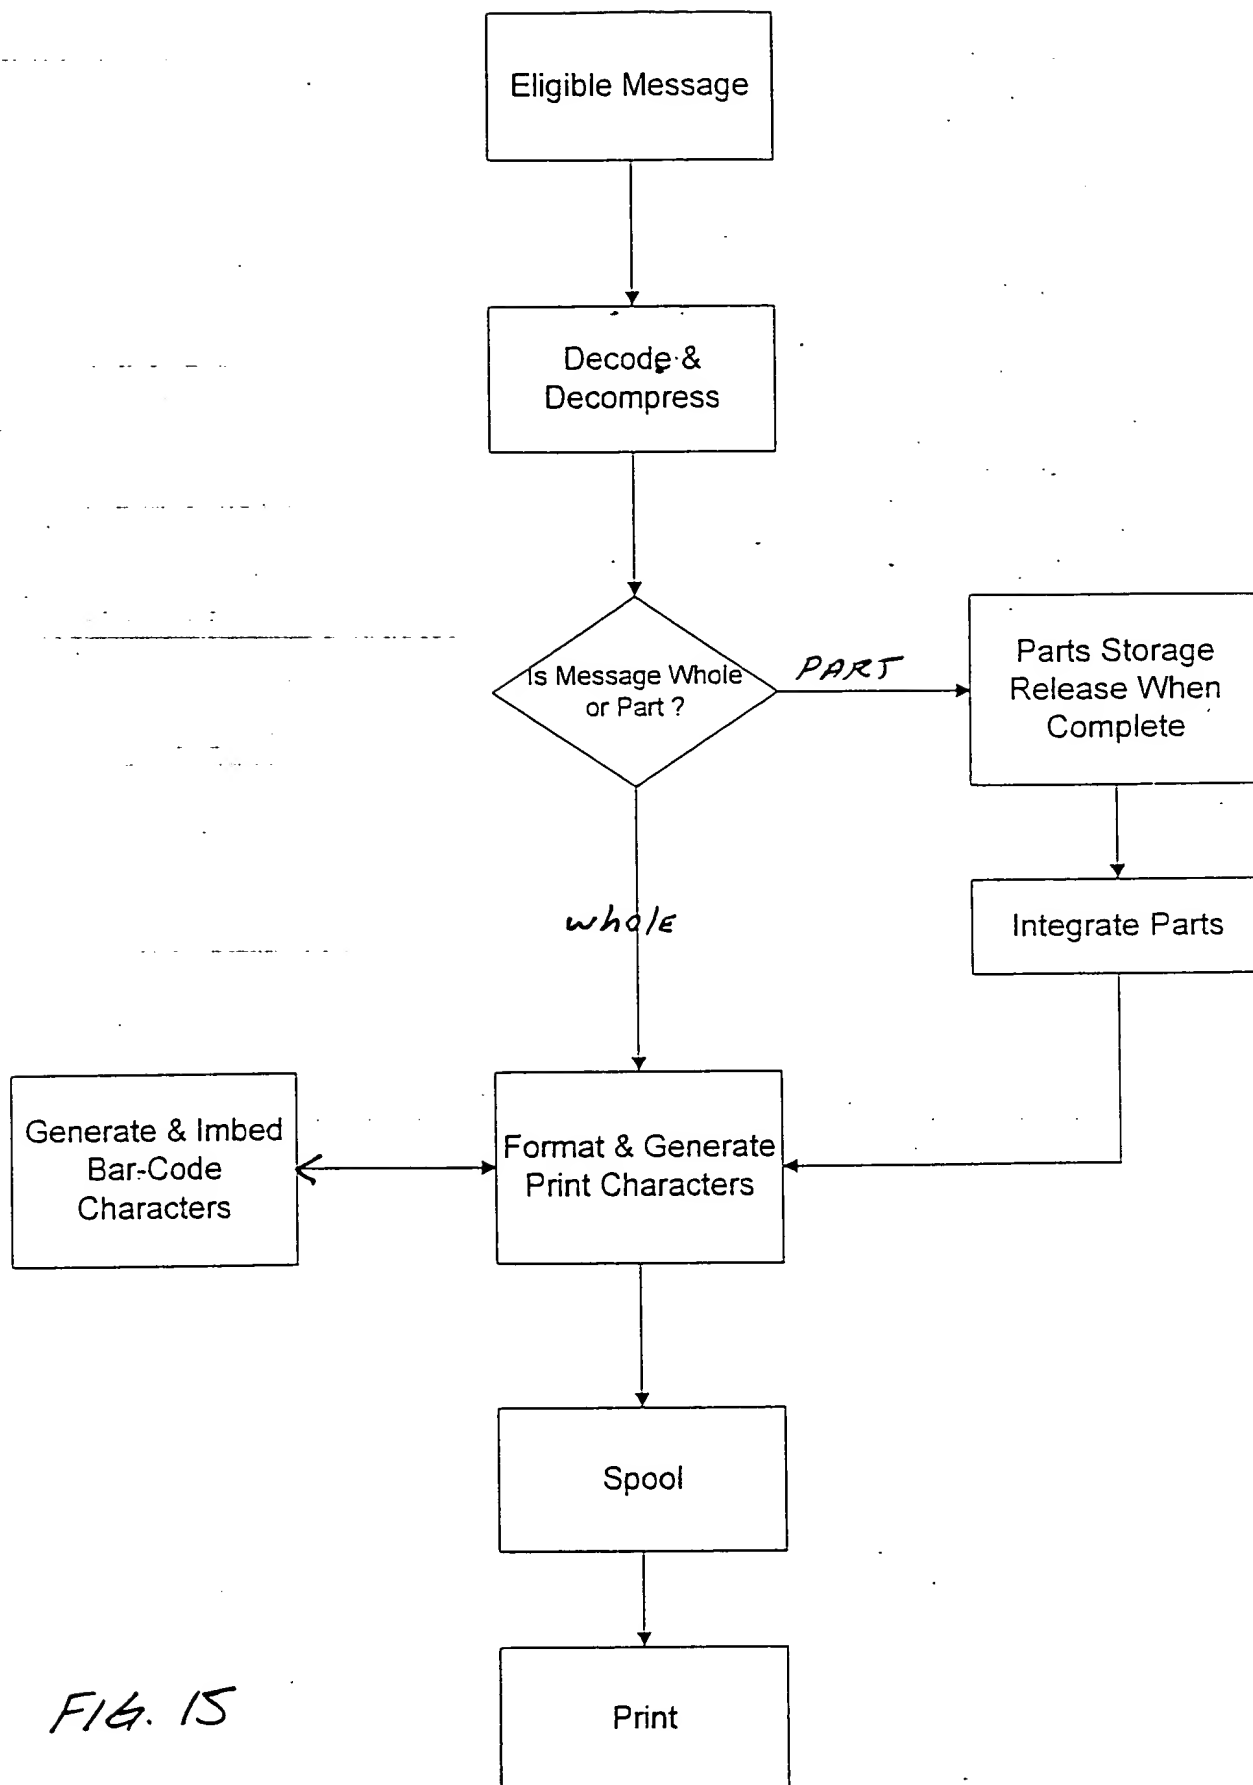 Eligible Message
Decode &
Decompress
Is Message Whole
or Part ?
PART
Parts Storage
Release When
Complete
Integrate Parts
whole
Generate & Imbed
Bar-Code
Characters
Format & Generate
Print Characters
Spool
Print
FIG. 15